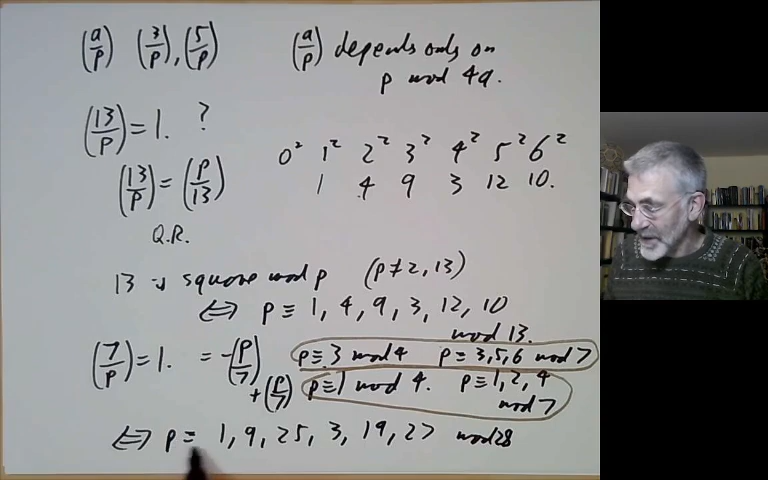 (a/p) (3/p), (5/p) (a/p) depends only on
p mod 4a.
(13/p) = 1. ?
0² 1² 2² 3² 4² 5² 6²
1 4 9 3 12 10.
(13/p) = (p/13)
Q.R.
13 is square mod p (p ≠ 2, 13)
⇔ p ≡ 1, 4, 9, 3, 12, 10
mod 13.
(7/p) = 1. = -(p/7) p ≡ 3 mod 4 p ≡ 3, 5, 6 mod 7
+(p/7) p ≡ 1 mod 4. p ≡ 1, 2, 4
mod 7
⇔ p ≡ 1, 9, 25, 3, 19, 27 mod 28